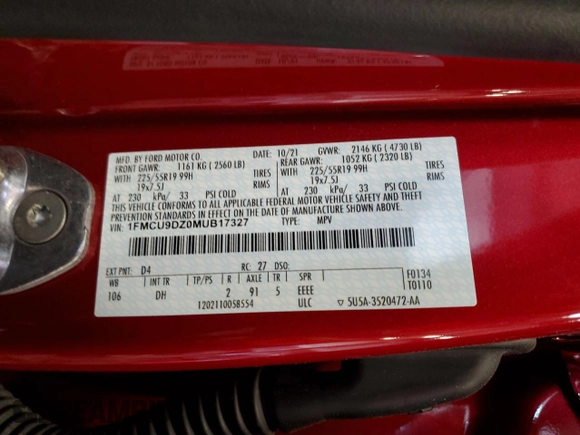 MFD. BY FORD MOTOR CO. DATE: 10/21 GVWR: 2146 KG ( 4730 LB)
FRONT GAWR: 1161 KG ( 2560 LB) REAR GAWR: 1052 KG ( 2320 LB)
WITH 225/55R19 99H TIRES WITH 225/55R19 99H TIRES
19x7.5J RIMS 19x7.5J RIMS
AT 230 kPa/ 33 PSI COLD AT 230 kPa/ 33 PSI COLD
THIS VEHICLE CONFORMS TO ALL APPLICABLE FEDERAL MOTOR VEHICLE SAFETY AND THEFT
PREVENTION STANDARDS IN EFFECT ON THE DATE OF MANUFACTURE SHOWN ABOVE.
VIN: 1FMCU9DZ0MUB17327 TYPE: MPV
EXT PNT: D4 RC: 27 DSO:
WB INT TR TP/PS R AXLE TR SPR F0134
106 DH 2 91 5 EEEE T0110
ULC
12021100585​54 ▽ 5U5A-3520472-AA